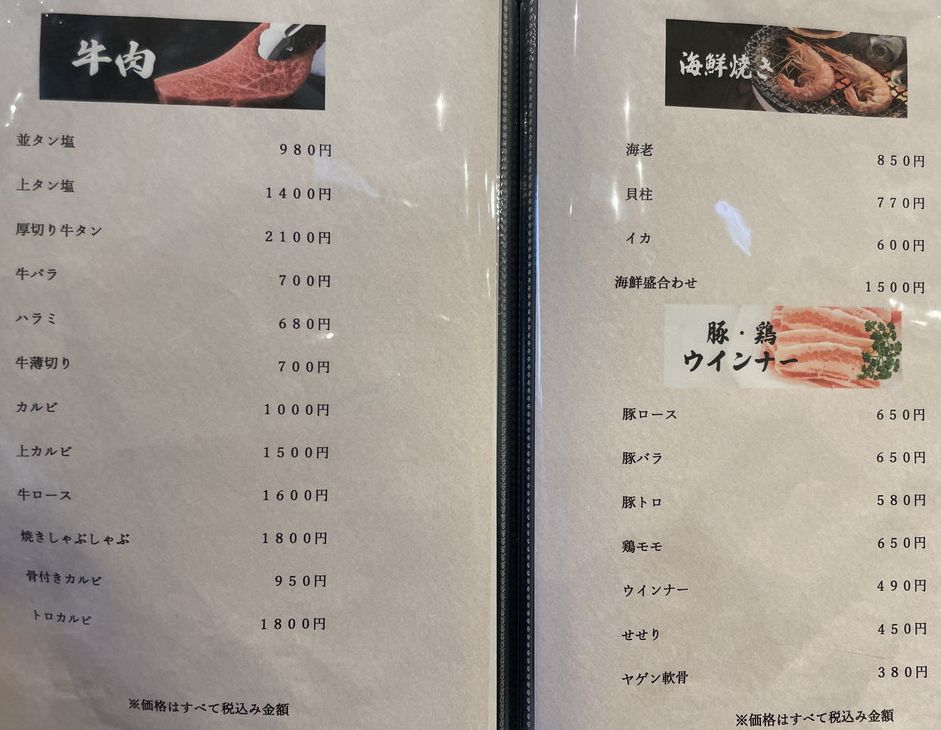 牛肉
並タン塩 980円
上タン塩 1400円
厚切り牛タン 2100円
牛バラ 700円
ハラミ 680円
牛薄切り 700円
カルビ 1000円
上カルビ 1500円
牛ロース 1600円
焼きしゃぶしゃぶ 1800円
骨付きカルビ 950円
トロカルビ 1800円
※価格はすべて税込み金額
海鮮焼き
海老 850円
貝柱 770円
イカ 600円
海鮮盛合わせ 1500円
豚・鶏
ウインナー
豚ロース 650円
豚バラ 650円
豚トロ 580円
鶏モモ 650円
ウインナー 490円
せせり 450円
ヤゲン軟骨 380円
※価格はすべて税込み金額